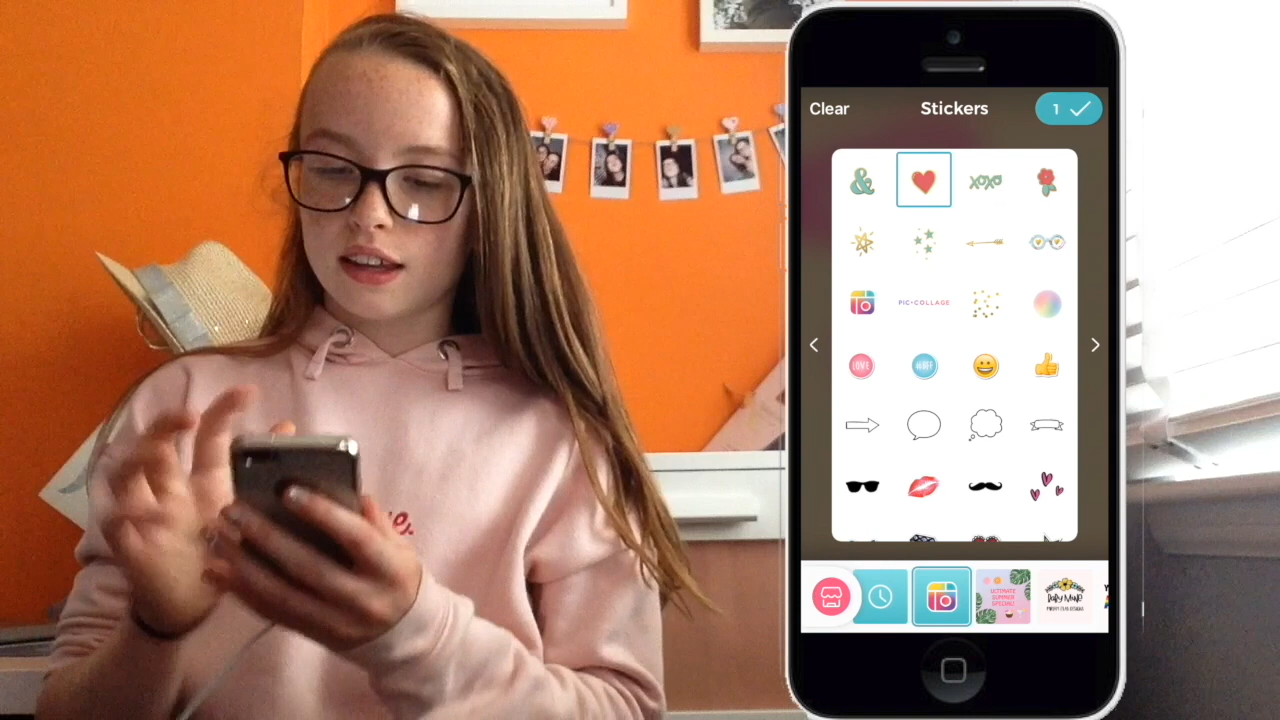 Clear
Stickers
1
&
xoxo
PIC•COLLAGE
LOVE
ULTIMATE
SUMMER
SPECIAL!